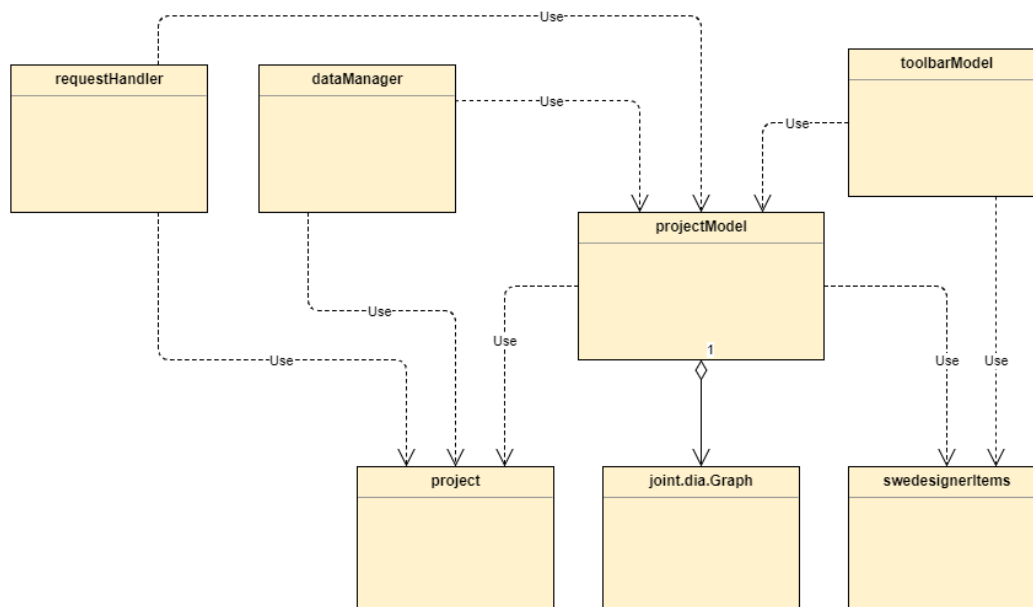 Use
toolbarModel
requestHandler
dataManager
Use
Use
projectModel
Use
Use
1
Use
Use
Use
project
joint.dia.Graph
swedesignerItems